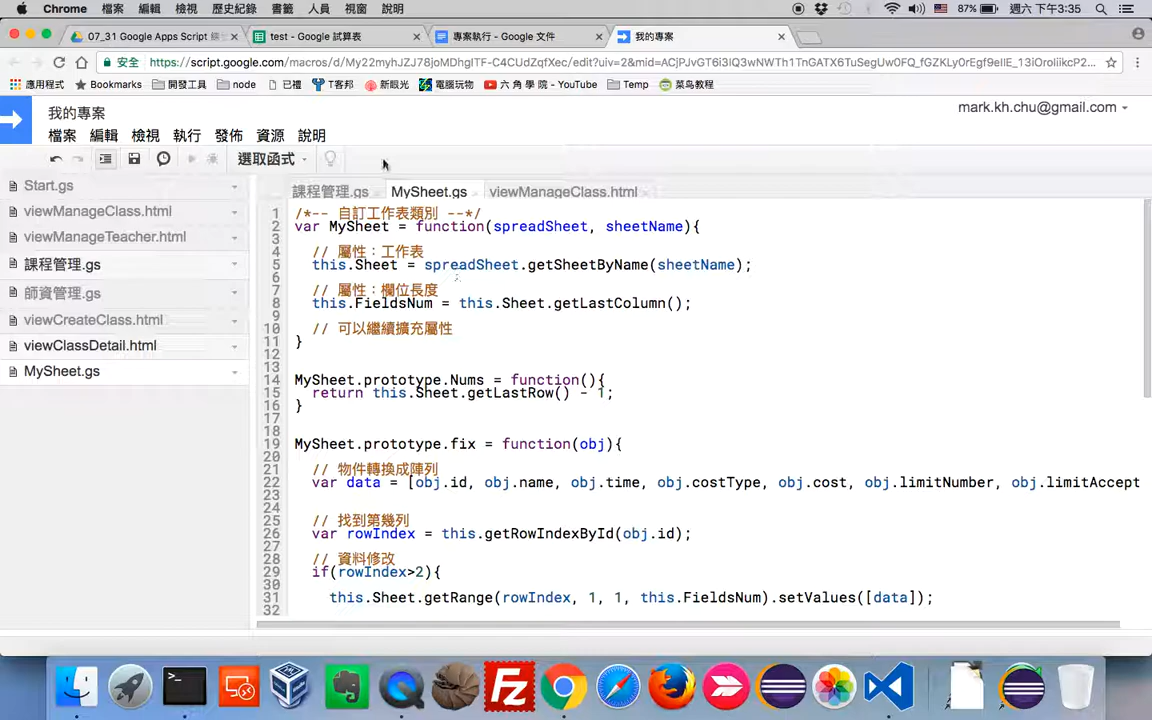 Chrome 檔案 編輯 檢視 歷史紀錄 書籤 人員 視窗 說明 87% 週六 下午3:35
07_31 Google Apps Script 線 test - Google 試算表 專案執行 - Google 文件 我的專案
安全 https://script.google.com/macros/d/My22myhJZJ78joMDhgITF-C4CUdZqfXec/edit?uiv=2&mid=
應用程式 Bookmarks 開發工具 node 已禮 T客邦 新眼光 電腦玩物 六 角 學 院 - YouTube Temp 菜鸟教程
我的專案
mark.kh.chu@gmail.com
檔案 編輯 檢視 執行 發佈 資源 說明
選取函式
Start.gs
viewManageClass.html
viewManageTeacher.html
課程管理.gs
師資管理.gs
viewCreateClass.html
viewClassDetail.html
MySheet.gs
課程管理.gs MySheet.gs viewManageClass.html
1 /*-- 自訂工作表類別 --*/
2 var MySheet = function(spreadSheet, sheetName){
3
4 // 屬性：工作表
5 this.Sheet = spreadSheet.getSheetByName(sheetName);
6
7 // 屬性：欄位長度
8 this.FieldsNum = this.Sheet.getLastColumn();
9
10 // 可以繼續擴充屬性
11 }
12
13
14 MySheet.prototype.Nums = function(){
15 return this.Sheet.getLastRow() - 1;
16 }
17
18
19 MySheet.prototype.fix = function(obj){
20
21 // 物件轉換成陣列
22 var data = [obj.id, obj.name, obj.time, obj.costType, obj.cost, obj.limitNumber, obj.limitAccept
23
24
25 // 找到第幾列
26 var rowIndex = this.getRowIndexById(obj.id);
27
28 // 資料修改
29 if(rowIndex>2){
30
31 this.Sheet.getRange(rowIndex, 1, 1, this.FieldsNum).setValues([data]);
32